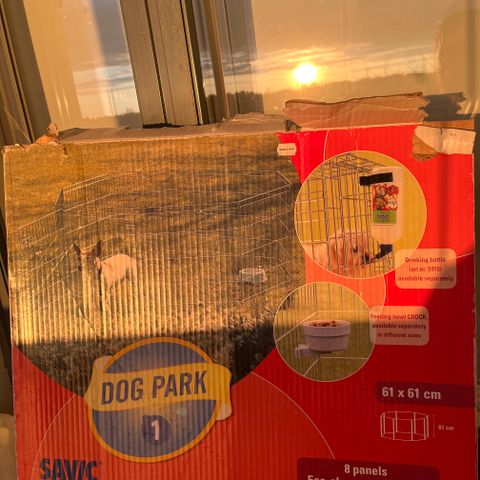 Drinking bottle
(art.nr. 5195)
available separately
Feeding bowl CROCK,
available separately
in different sizes
DOG PARK
1
61 x 61 cm
61 cm
SAVIC
8 panels